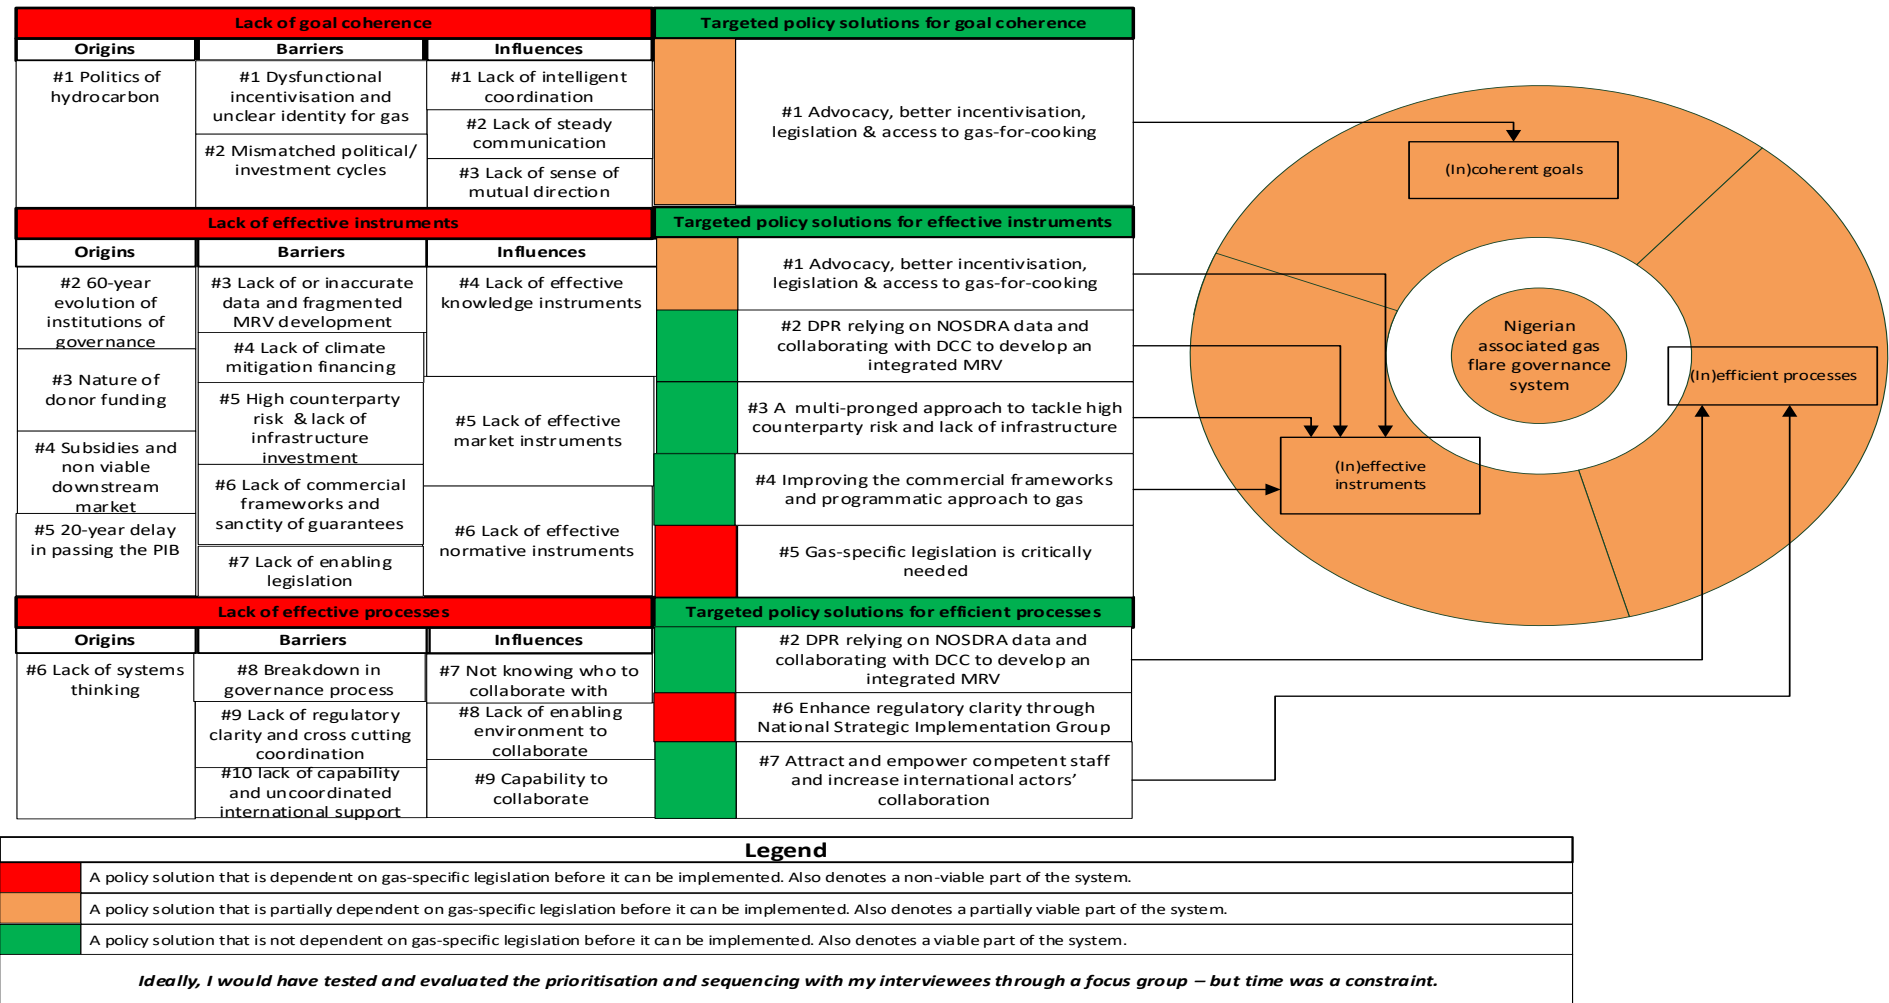 Lack of goal coherence
Targeted policy solutions for goal coherence
Origins
Barriers
Influences
#1 Politics of
hydrocarbon
#1 Dysfunctional
incentivisation and
unclear identity for gas
#2 Mismatched political/
investment cycles
#1 Lack of intelligent
coordination
#2 Lack of steady
communication
#3 Lack of sense of
mutual direction
#1 Advocacy, better incentivisation,
legislation & access to gas-for-cooking
Lack of effective instruments
Targeted policy solutions for effective instruments
Origins
Barriers
Influences
#2 60-year
evolution of
institutions of
governance
#3 Nature of
donor funding
#4 Subsidies and
non viable
downstream
market
#5 20-year delay
in passing the PIB
#3 Lack of or inaccurate
data and fragmented
MRV development
#4 Lack of climate
mitigation financing
#5 High counterparty
risk & lack of
infrastructure
investment
#6 Lack of commercial
frameworks and
sanctity of guarantees
#7 Lack of enabling
legislation
#4 Lack of effective
knowledge instruments
#5 Lack of effective
market instruments
#6 Lack of effective
normative instruments
#1 Advocacy, better incentivisation,
legislation & access to gas-for-cooking
#2 DPR relying on NOSDRA data and
collaborating with DCC to develop an
integrated MRV
#3 A multi-pronged approach to tackle high
counterparty risk and lack of infrastructure
#4 Improving the commercial frameworks
and programmatic approach to gas
#5 Gas-specific legislation is critically
needed
Lack of effective processes
Targeted policy solutions for efficient processes
Origins
Barriers
Influences
#6 Lack of systems
thinking
#8 Breakdown in
governance process
#9 Lack of regulatory
clarity and cross cutting
coordination
#10 lack of capability
and uncoordinated
international support
#7 Not knowing who to
collaborate with
#8 Lack of enabling
environment to
collaborate
#9 Capability to
collaborate
#2 DPR relying on NOSDRA data and
collaborating with DCC to develop an
integrated MRV
#6 Enhance regulatory clarity through
National Strategic Implementation Group
#7 Attract and empower competent staff
and increase international actors’
collaboration
(In)coherent goals
Nigerian
associated gas
flare governance
system
(In)efficient processes
(In)effective
instruments
Legend
A policy solution that is dependent on gas-specific legislation before it can be implemented. Also denotes a non-viable part of the system.
A policy solution that is partially dependent on gas-specific legislation before it can be implemented. Also denotes a partially viable part of the system.
A policy solution that is not dependent on gas-specific legislation before it can be implemented. Also denotes a viable part of the system.
Ideally, I would have tested and evaluated the prioritisation and sequencing with my interviewees through a focus group – but time was a constraint.